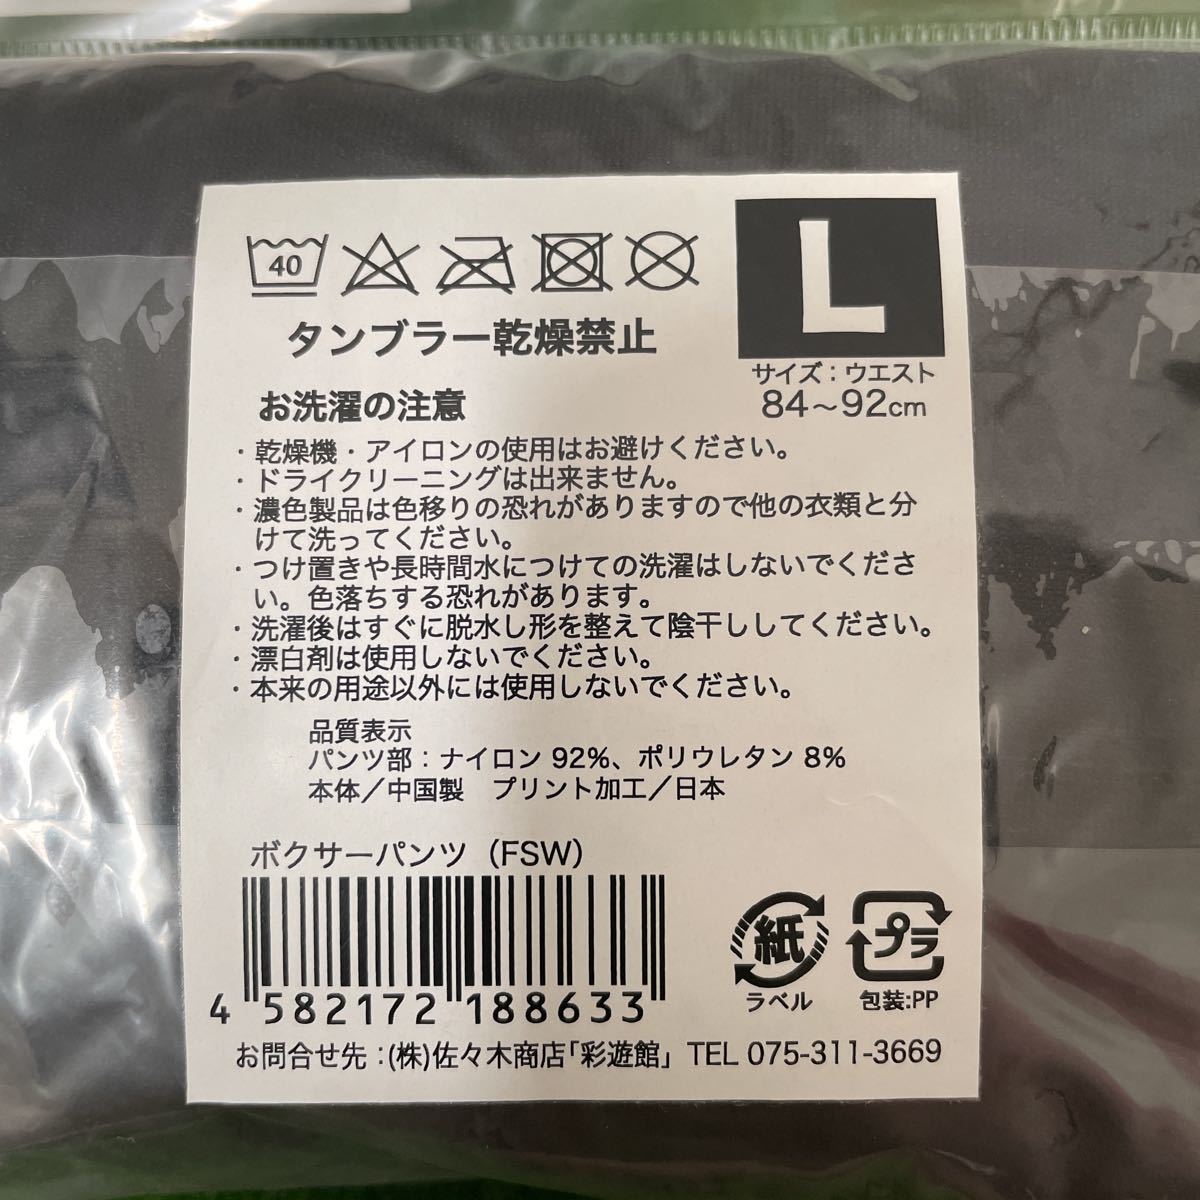 40
L
タンブラー乾燥禁止
サイズ：ウエスト
84～92cm
お洗濯の注意
・乾燥機・アイロンの使用はお避けください。
・ドライクリーニングは出来ません。
・濃色製品は色移りの恐れがありますので他の衣類と分
けて洗ってください。
・つけ置きや長時間水につけての洗濯はしないでくださ
い。色落ちする恐れがあります。
・洗濯後はすぐに脱水し形を整えて陰干ししてください。
・漂白剤は使用しないでください。
・本来の用途以外には使用しないでください。
品質表示
パンツ部：ナイロン 92%、ポリウレタン 8%
本体／中国製　プリント加工／日本
ボクサーパンツ（FSW）
4 582172 188633
紙
ラベル
プラ
包装:PP
お問合せ先：(株)佐々木商店「彩遊館」 TEL 075-311-3669